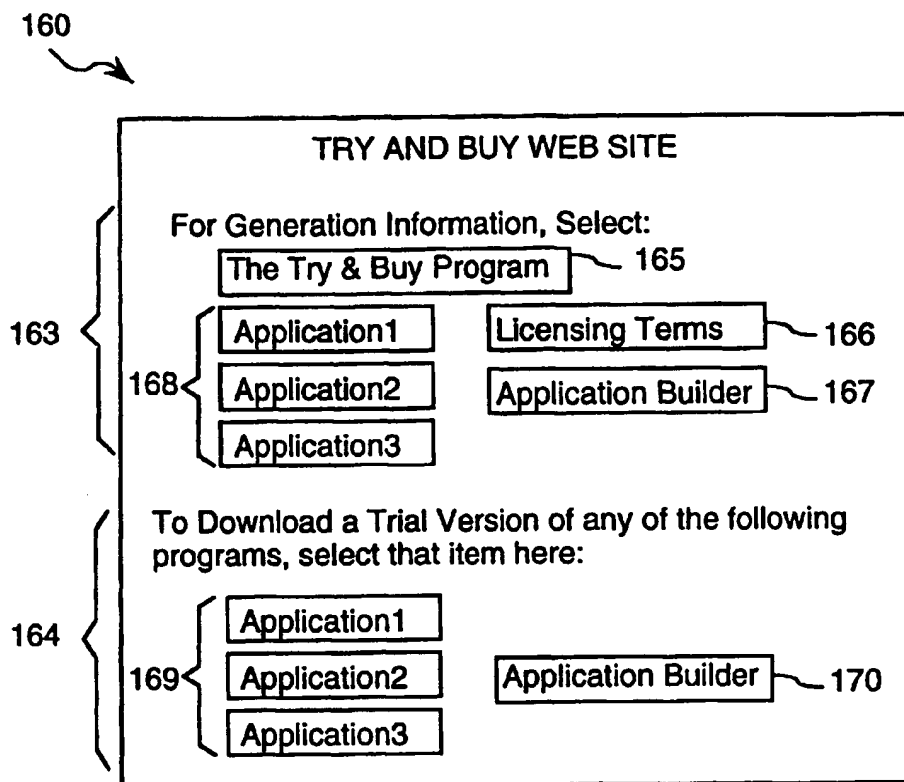 160
TRY AND BUY WEB SITE
For Generation Information, Select:
The Try & Buy Program 165
163
168
Application1 Licensing Terms 166
Application2 Application Builder 167
Application3
To Download a Trial Version of any of the following
programs, select that item here:
164
169
Application1
Application2 Application Builder 170
Application3